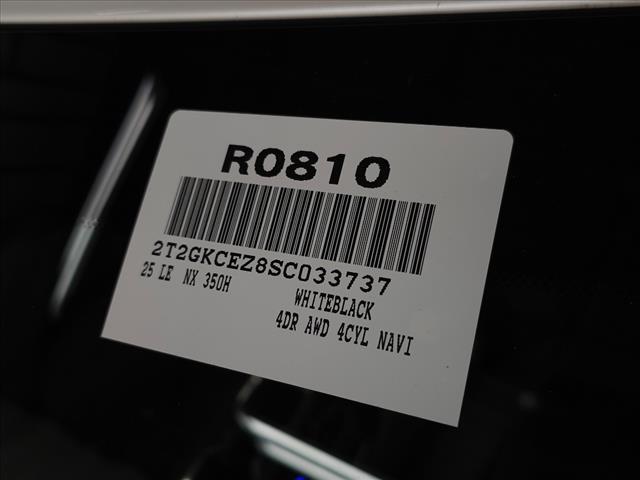 R0810
2T2GKCEZ8SC033737
25 LE NX 350H
WHITEBLACK
4DR AWD 4CYL NAVI